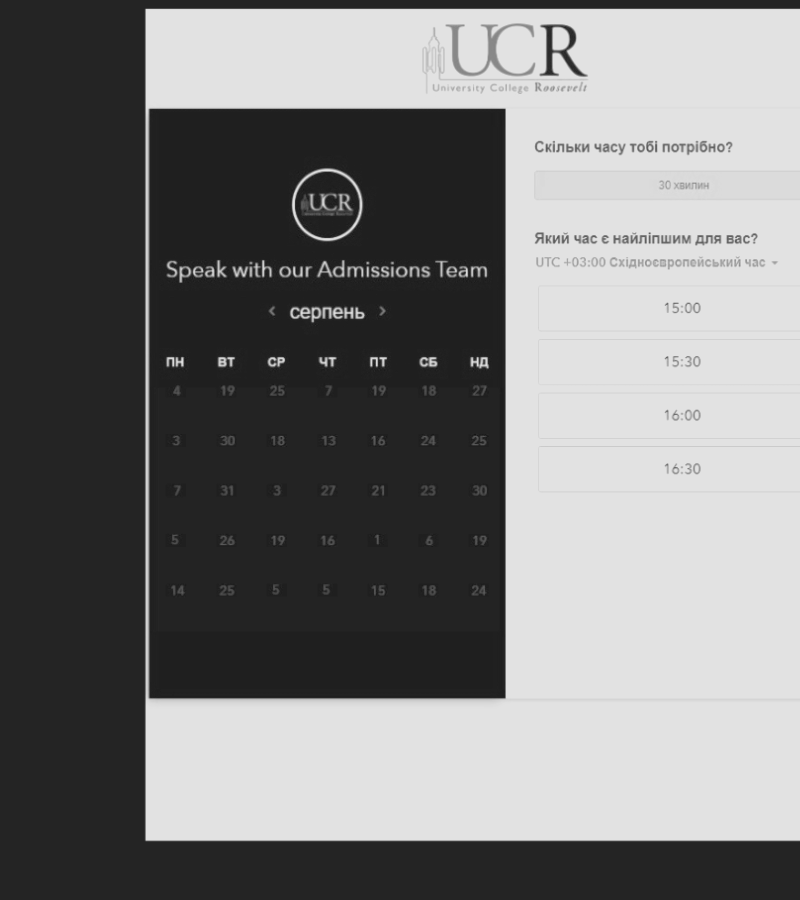 UCR
University College Roosevelt
UCR
Speak with our Admissions Team
серпень
ПН ВТ СР ЧТ ПТ СБ НД
4 19 25 7 19 18 27
3 30 18 13 16 24 25
7 31 3 27 21 23 30
5 26 19 16 1 6 19
14 25 5 5 15 18 24
Скільки часу тобі потрібно?
30 хвилин
Який час є найліпшим для вас?
UTC +03:00 Східноєвропейський час
15:00
15:30
16:00
16:30